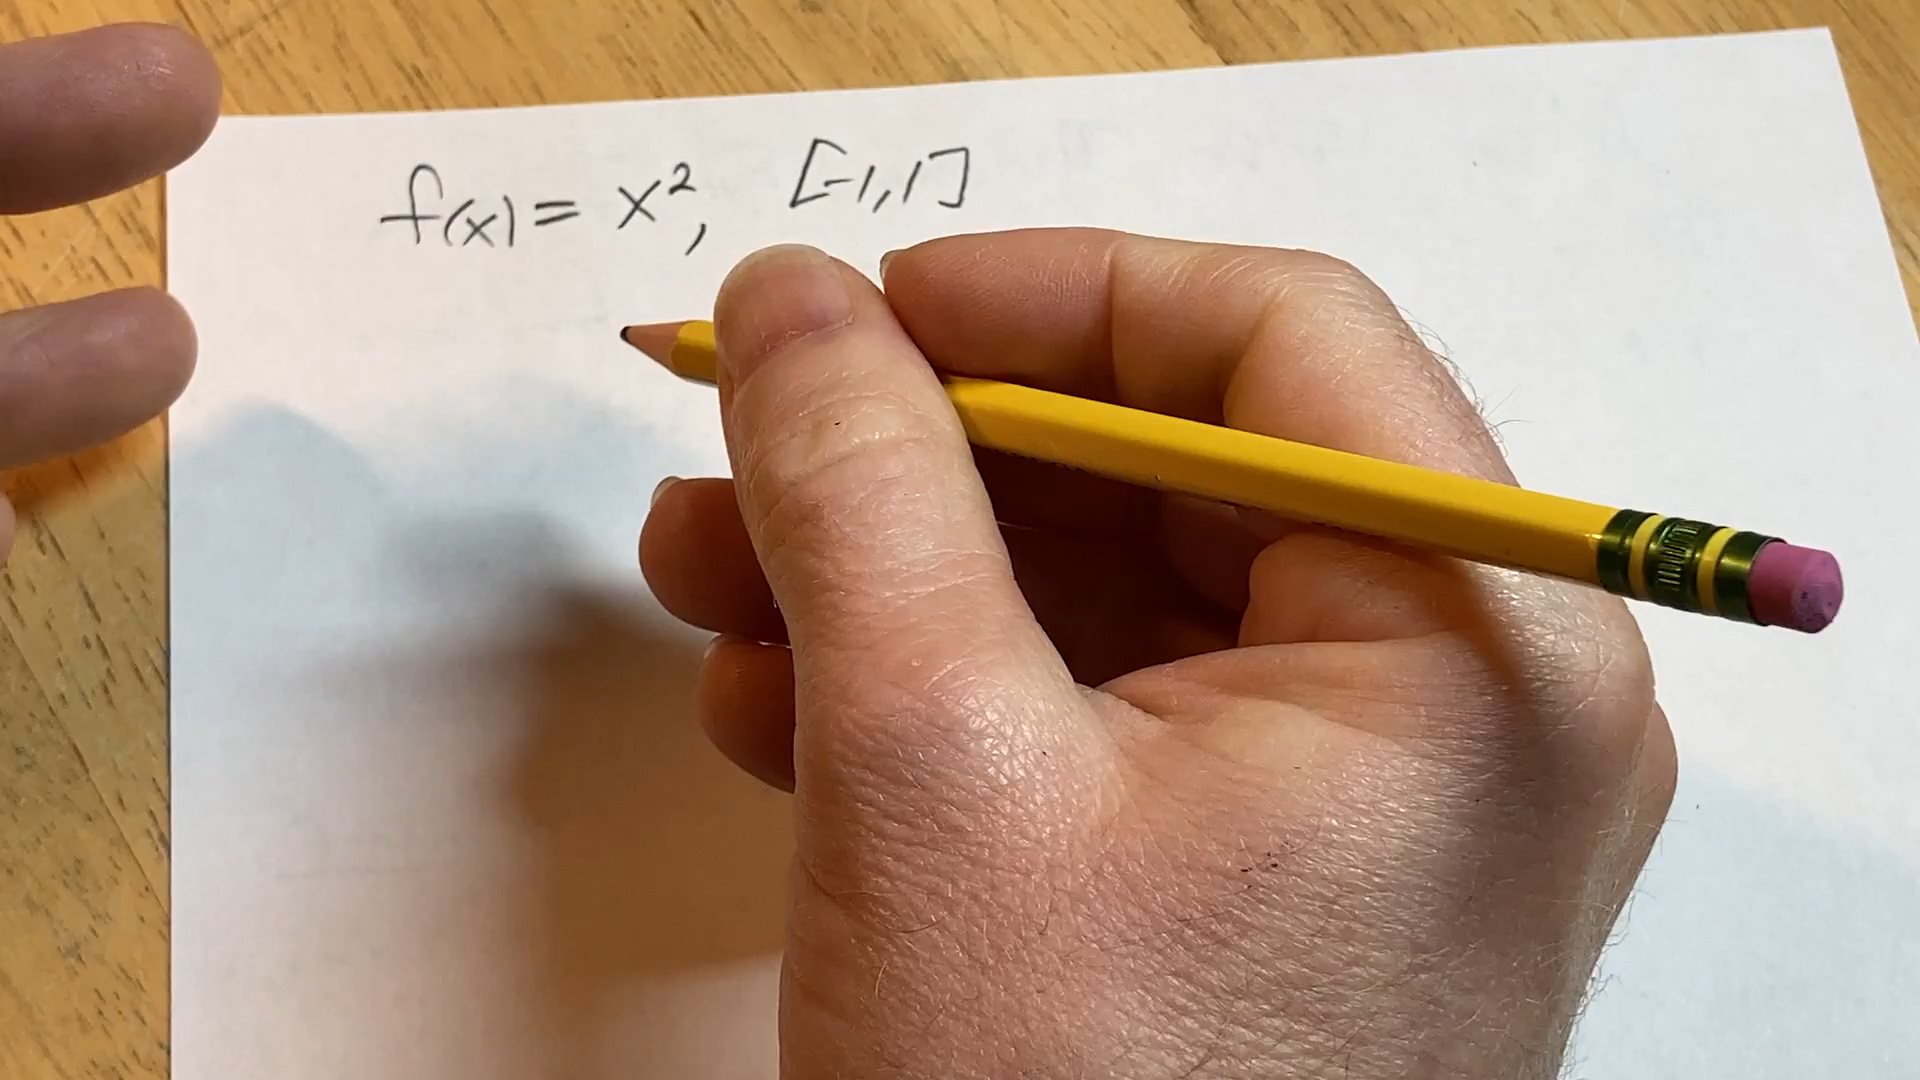 f(x) = x², [-1,1]